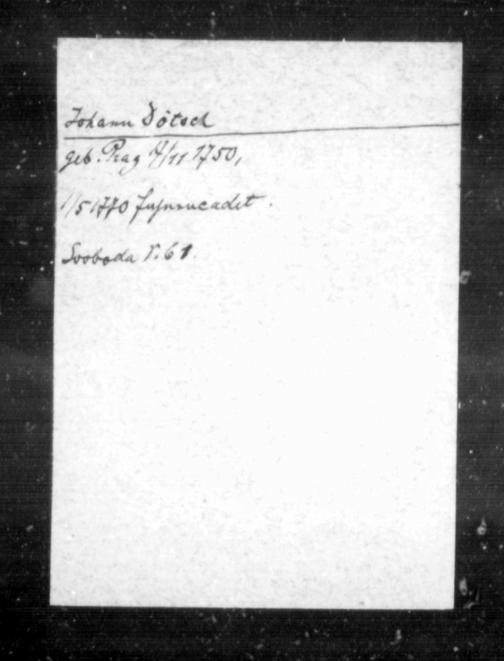 Johann Dötsch
geb. Prag 4/11 1750,
1/5 1770 Fahnencadet.
Svoboda I. 61.